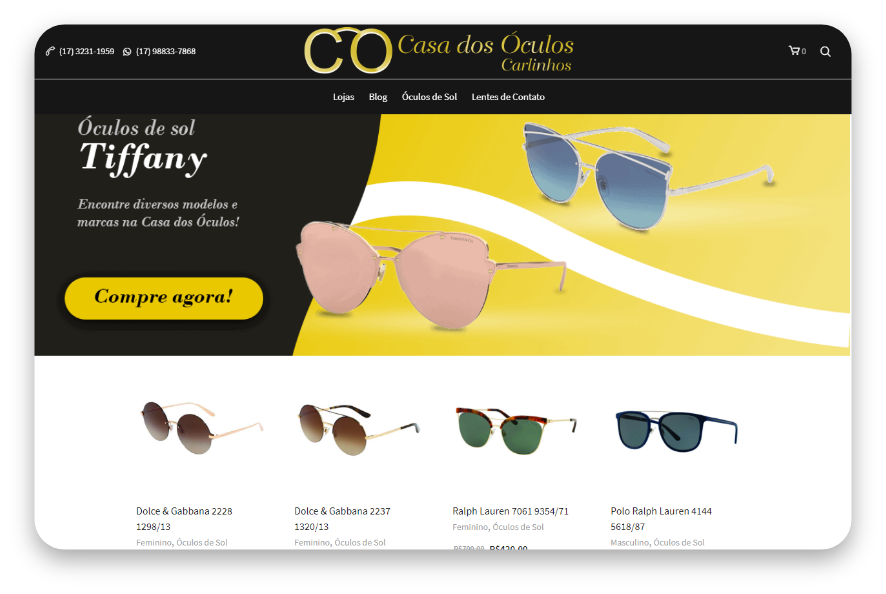 (17) 3231-1959 (17) 98833-7868
CO Casa dos Óculos
Carlinhos
0
Lojas Blog Óculos de Sol Lentes de Contato
Óculos de sol
Tiffany
Encontre diversos modelos e
marcas na Casa dos Óculos!
Compre agora!
Dolce & Gabbana 2228
1298/13
Feminino, Óculos de Sol
Dolce & Gabbana 2237
1320/13
Feminino, Óculos de Sol
Ralph Lauren 7061 9354/71
Feminino, Óculos de Sol
R$420,00
Polo Ralph Lauren 4144
5618/87
Masculino, Óculos de Sol